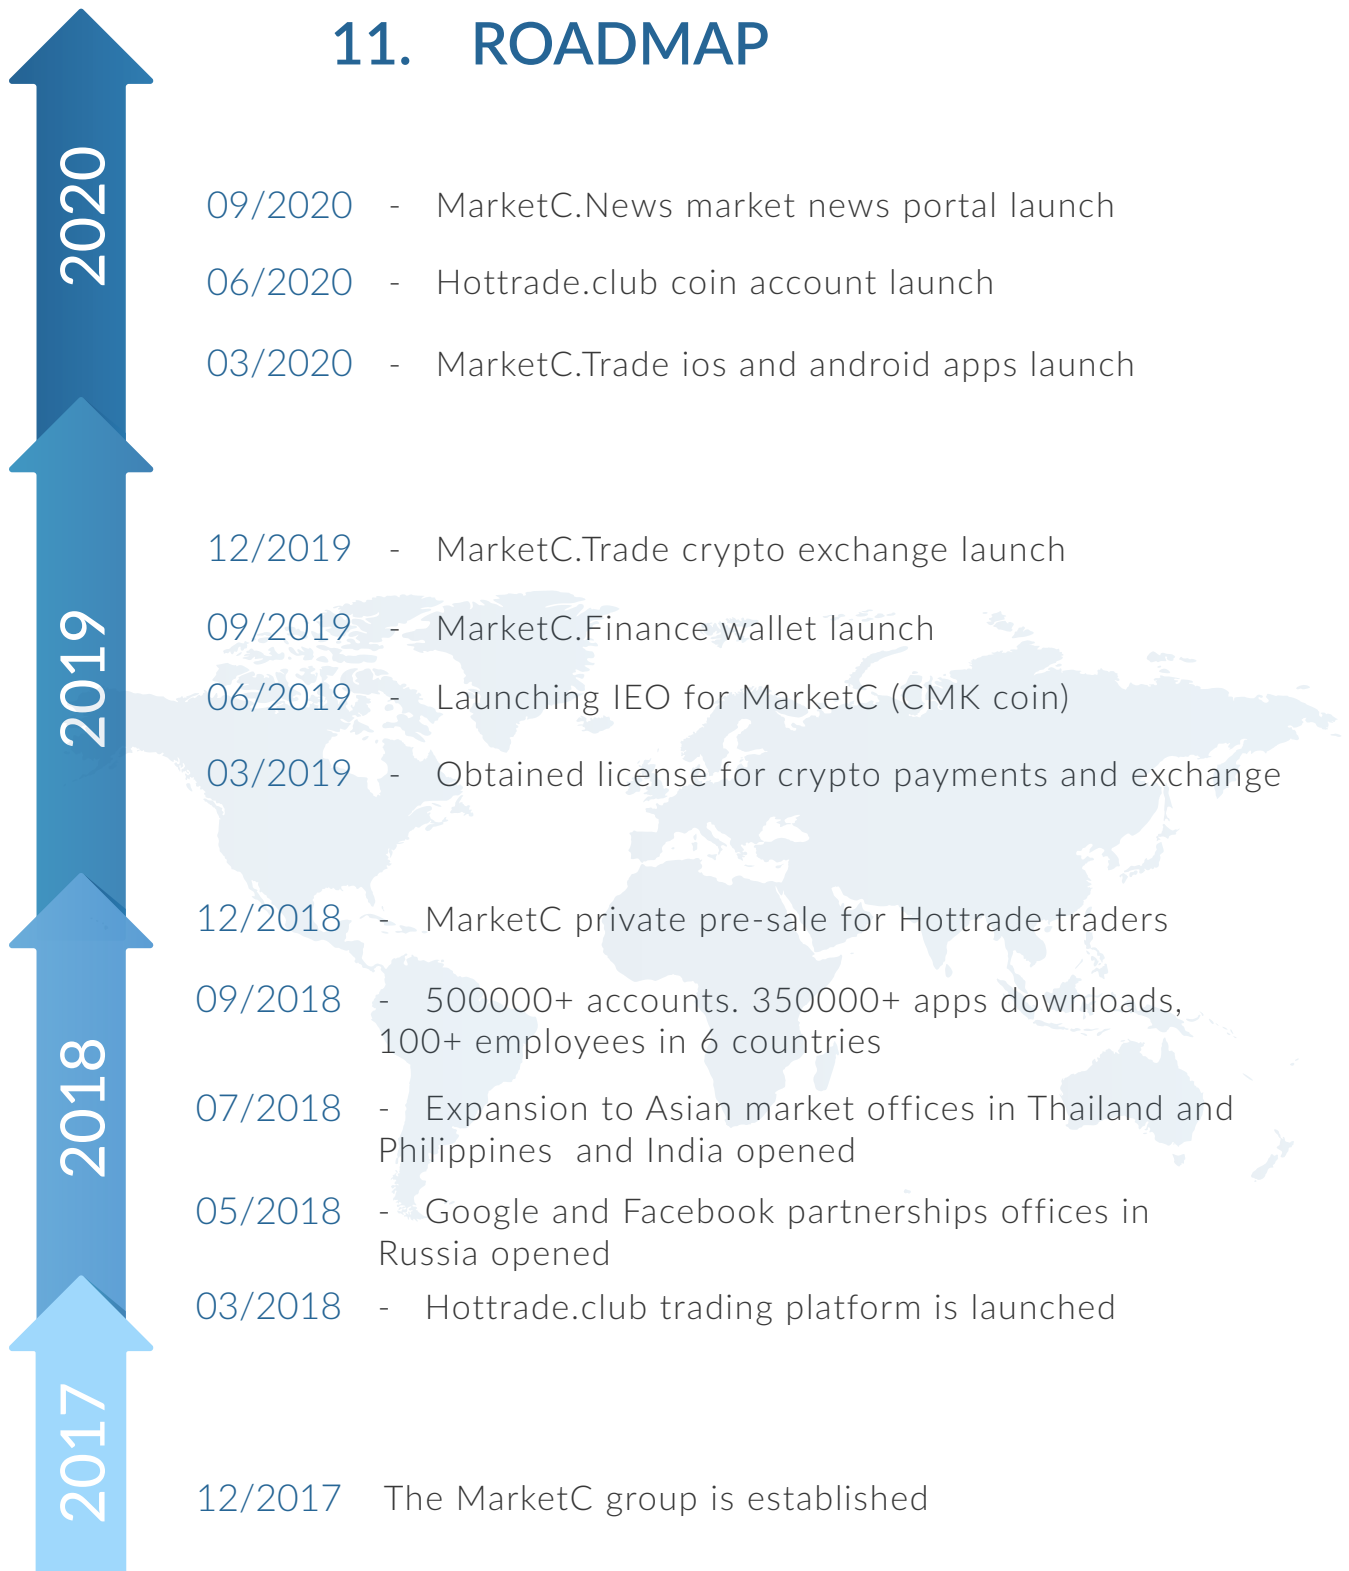 11. ROADMAP
2020
09/2020 - MarketC.News market news portal launch
06/2020 - Hottrade.club coin account launch
03/2020 - MarketC.Trade ios and android apps launch
2019
12/2019 - MarketC.Trade crypto exchange launch
09/2019 - MarketC.Finance wallet launch
06/2019 - Launching IEO for MarketC (CMK coin)
03/2019 - Obtained license for crypto payments and exchange
2018
12/2018 - MarketC private pre-sale for Hottrade traders
09/2018 - 500000+ accounts. 350000+ apps downloads,
100+ employees in 6 countries
07/2018 - Expansion to Asian market offices in Thailand and
Philippines and India opened
05/2018 - Google and Facebook partnerships offices in
Russia opened
03/2018 - Hottrade.club trading platform is launched
2017
12/2017 The MarketC group is established